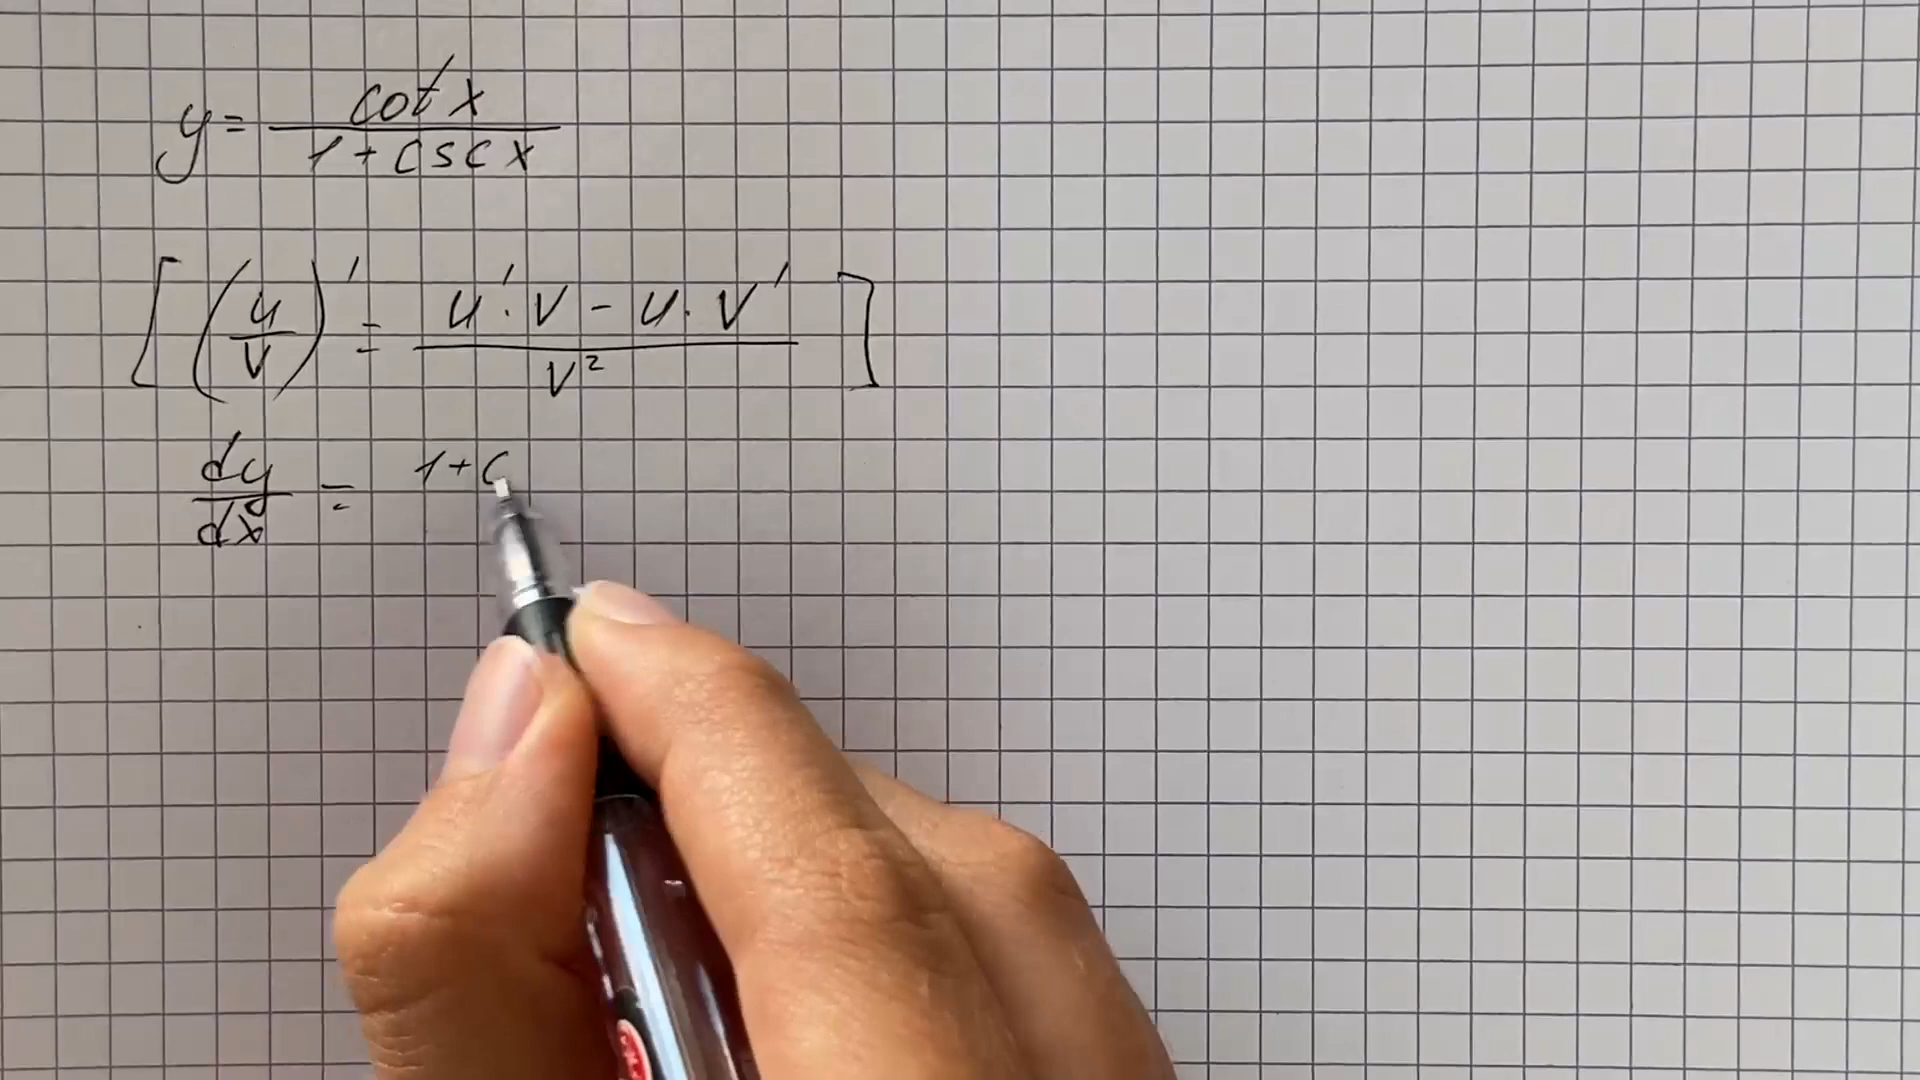 y = cot x / 1 + csc x
[ (u/v)' = u' · v - u · v' / v² ]
dy/dx = 1 + c